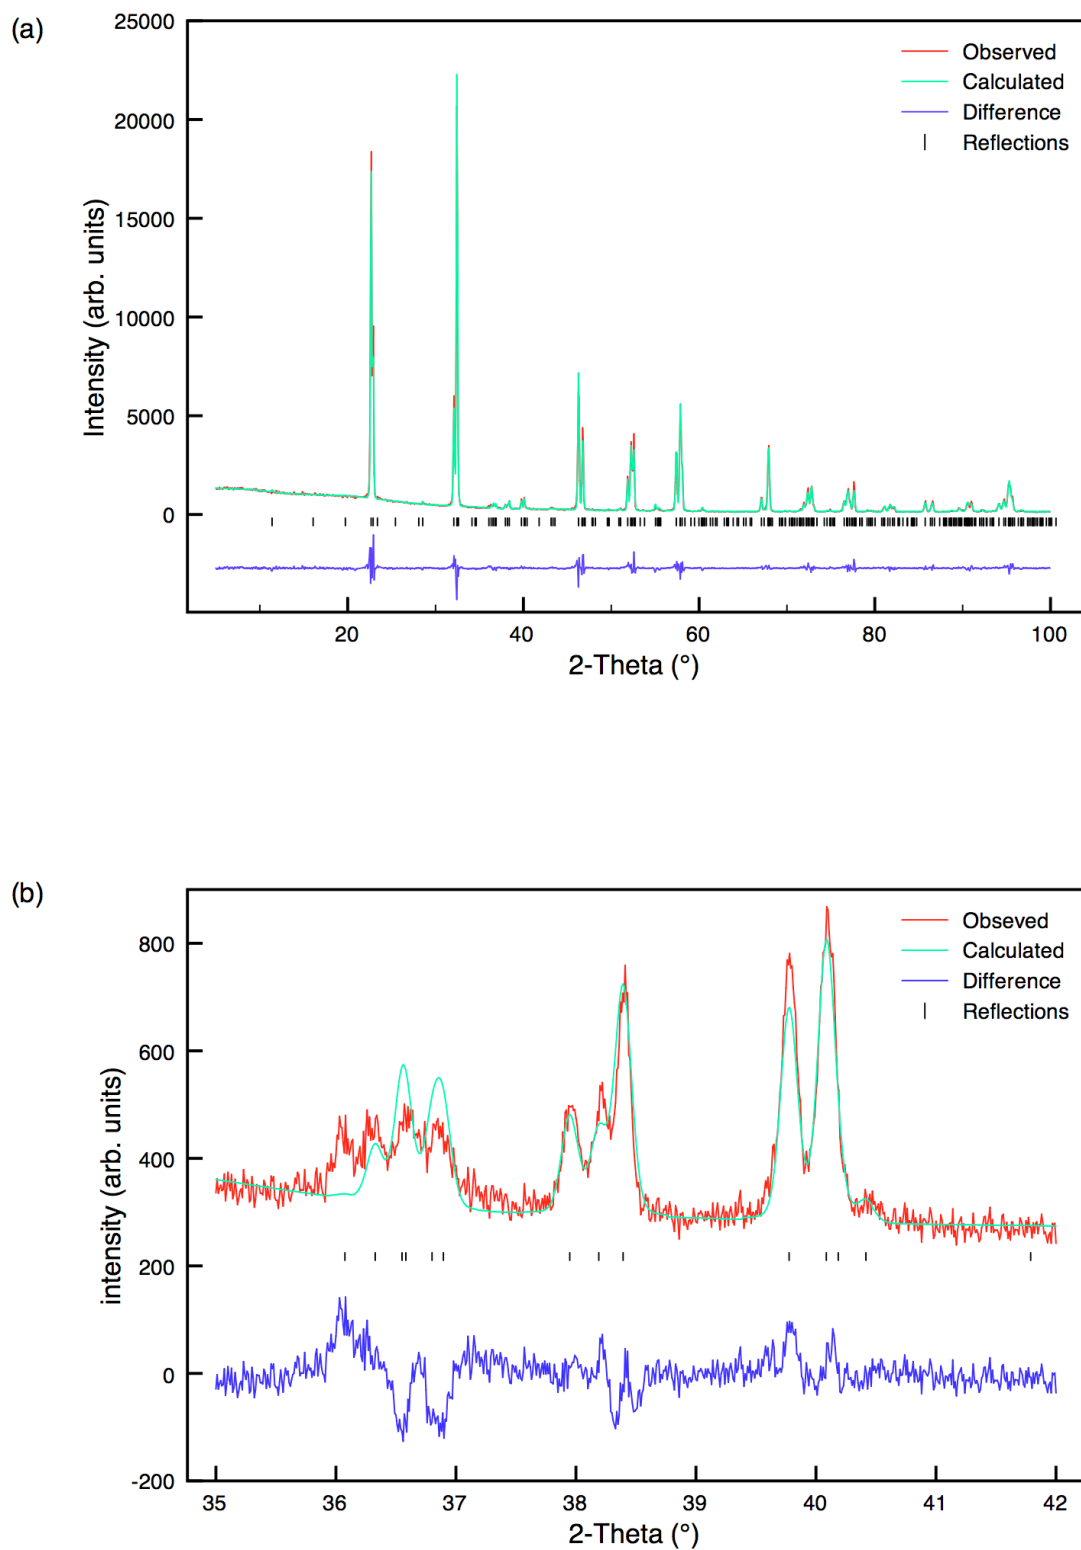 (a)
25000
20000
15000
10000
5000
0
Intensity (arb. units)
Observed
Calculated
Difference
Reflections
20
40
60
80
100
2-Theta (°)
(b)
800
600
400
200
0
-200
intensity (arb. units)
Obseved
Calculated
Difference
Reflections
35
36
37
38
39
40
41
42
2-Theta (°)